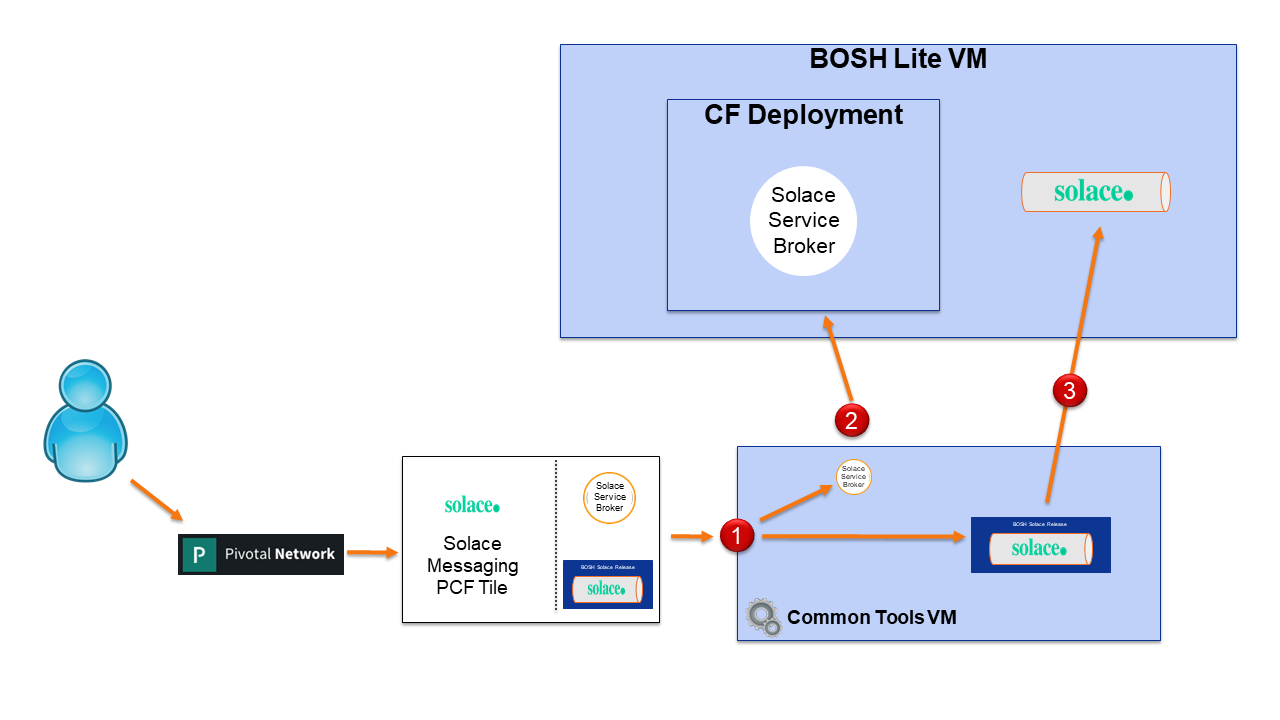 BOSH Lite VM
CF Deployment
Solace
Service
Broker
solace.
3
2
Solace
Service
Broker
1
BOSH Solace Release
solace.
Common Tools VM
solace.
Solace
Messaging
PCF Tile
Solace
Service
Broker
BOSH Solace Release
solace.
P
Pivotal Network